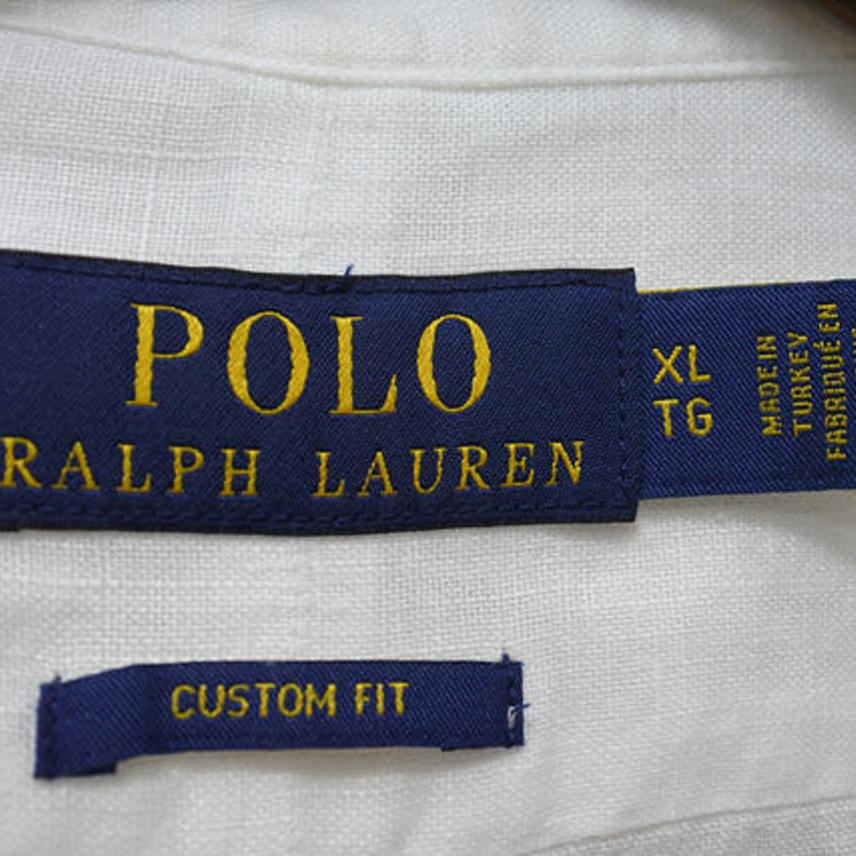 POLO
RALPH LAUREN
XL
TG
MADE IN
TURKEY
FABRIQUÉ EN
CUSTOM FIT